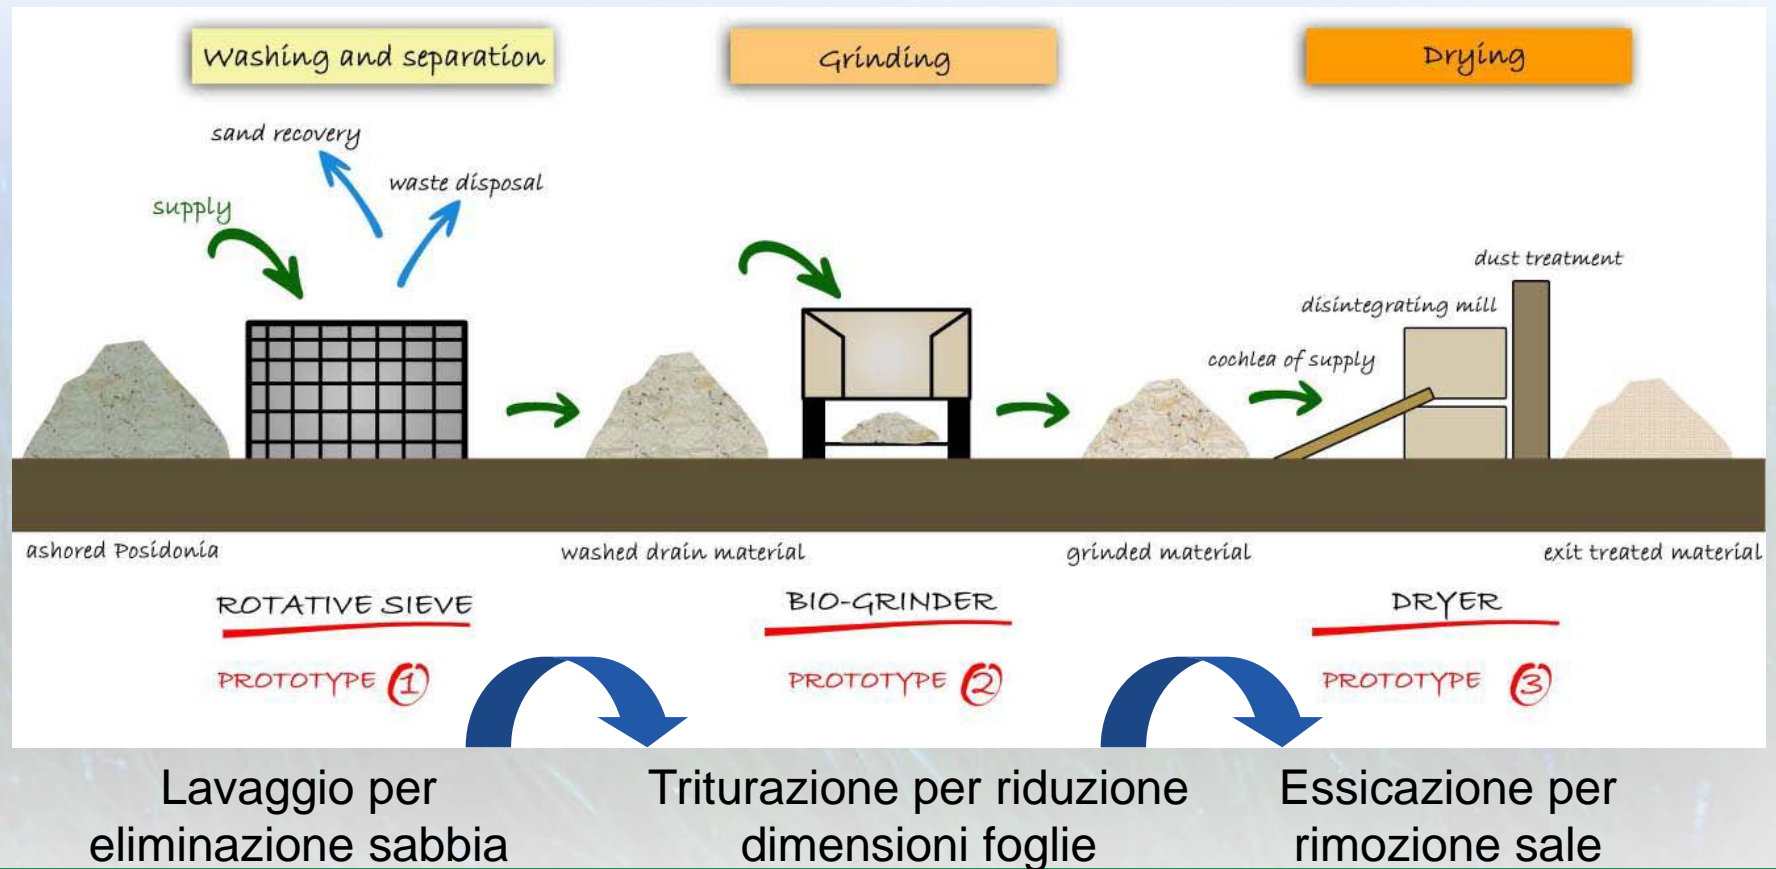 Washing and separation
Grinding
Drying
sand recovery
waste disposal
supply
dust treatment
disintegrating mill
cochlea of supply
ashored Posidonia
washed drain material
grinded material
exit treated material
ROTATIVE SIEVE
BIO-GRINDER
DRYER
PROTOTYPE 1
PROTOTYPE 2
PROTOTYPE 3
Lavaggio per
eliminazione sabbia
Triturazione per riduzione
dimensioni foglie
Essicazione per
rimozione sale